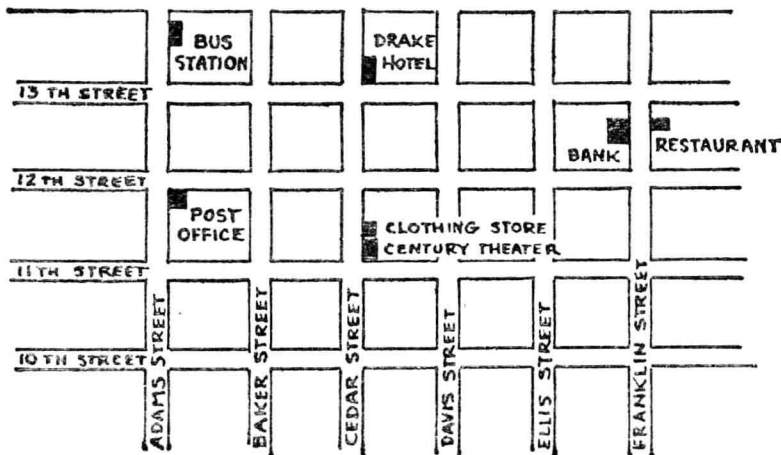 BUS
STATION
DRAKE
HOTEL
13 TH STREET
BANK
RESTAURANT
12 TH STREET
POST
OFFICE
CLOTHING STORE
CENTURY THEATER
11 TH STREET
10 TH STREET
ADAMS STREET
BAKER STREET
CEDAR STREET
DAVIS STREET
ELLIS STREET
FRANKLIN STREET